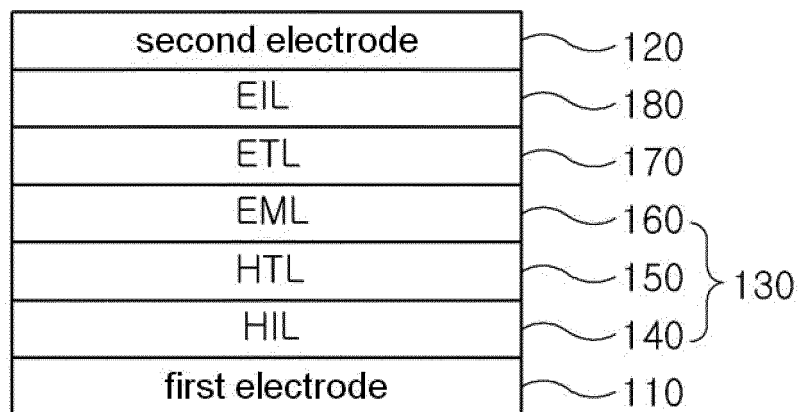 second electrode 120
EIL 180
ETL 170
EML 160
HTL 150 130
HIL 140
first electrode 110